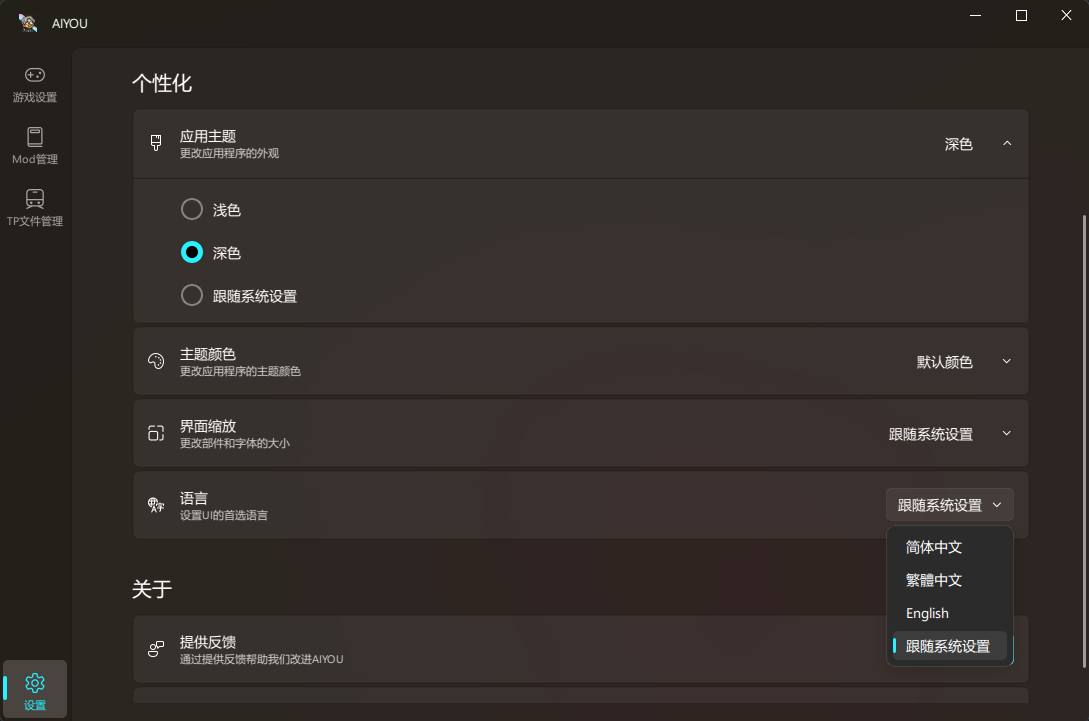 AIYOU
游戏设置
Mod管理
TP文件管理
设置
个性化
应用主题
更改应用程序的外观
深色
浅色
深色
跟随系统设置
主题颜色
更改应用程序的主题颜色
默认颜色
界面缩放
更改部件和字体的大小
跟随系统设置
语言
设置UI的首选语言
跟随系统设置
简体中文
繁體中文
English
跟随系统设置
关于
提供反馈
通过提供反馈帮助我们改进AIYOU